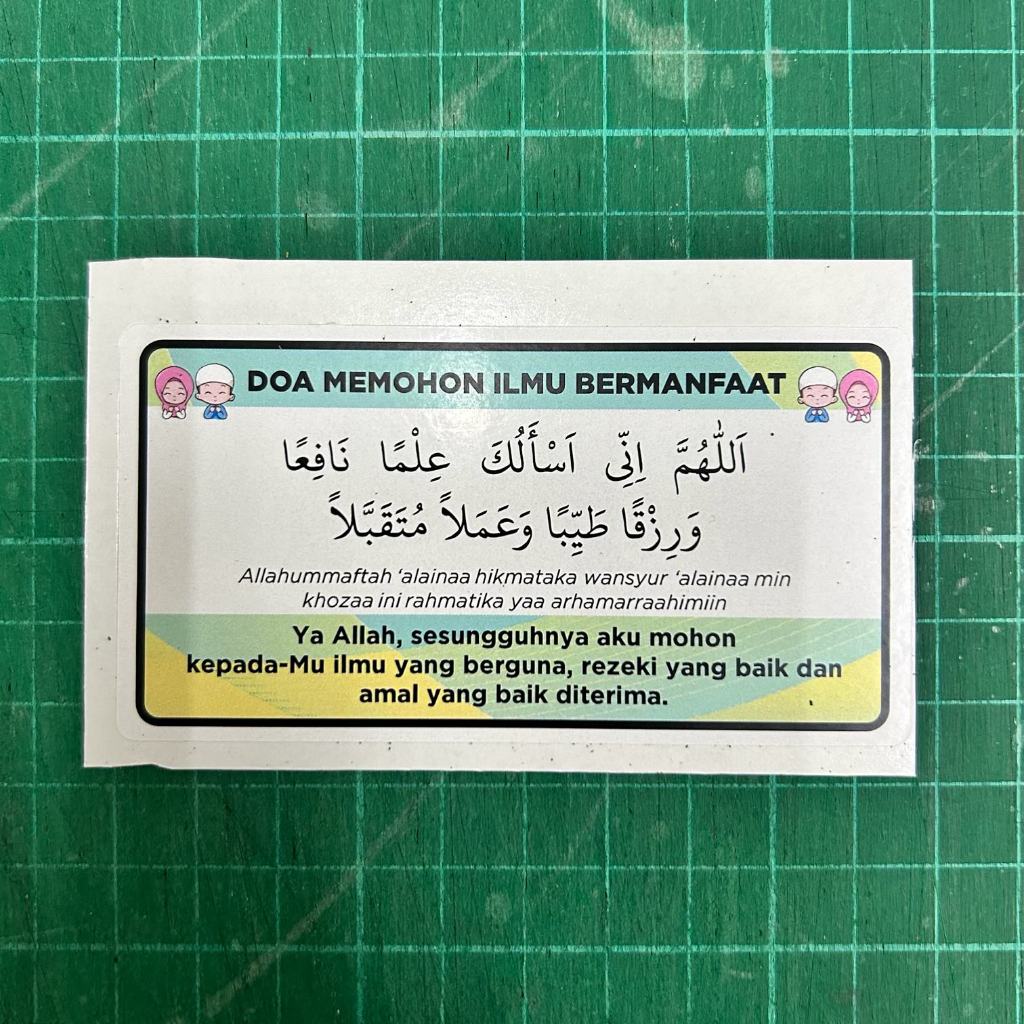 DOA MEMOHON ILMU BERMANFAAT
اَللّٰهُمَّ اِنِّى اَسْأَلُكَ عِلْمًا نَافِعًا
وَرِزْقًا طَيِّبًا وَعَمَلاً مُتَقَبَّلاً
Allahummaftah ‘alainaa hikmataka wansyur ‘alainaa min
khozaa ini rahmatika yaa arhamarraahimiin
Ya Allah, sesungguhnya aku mohon
kepada-Mu ilmu yang berguna, rezeki yang baik dan
amal yang baik diterima.